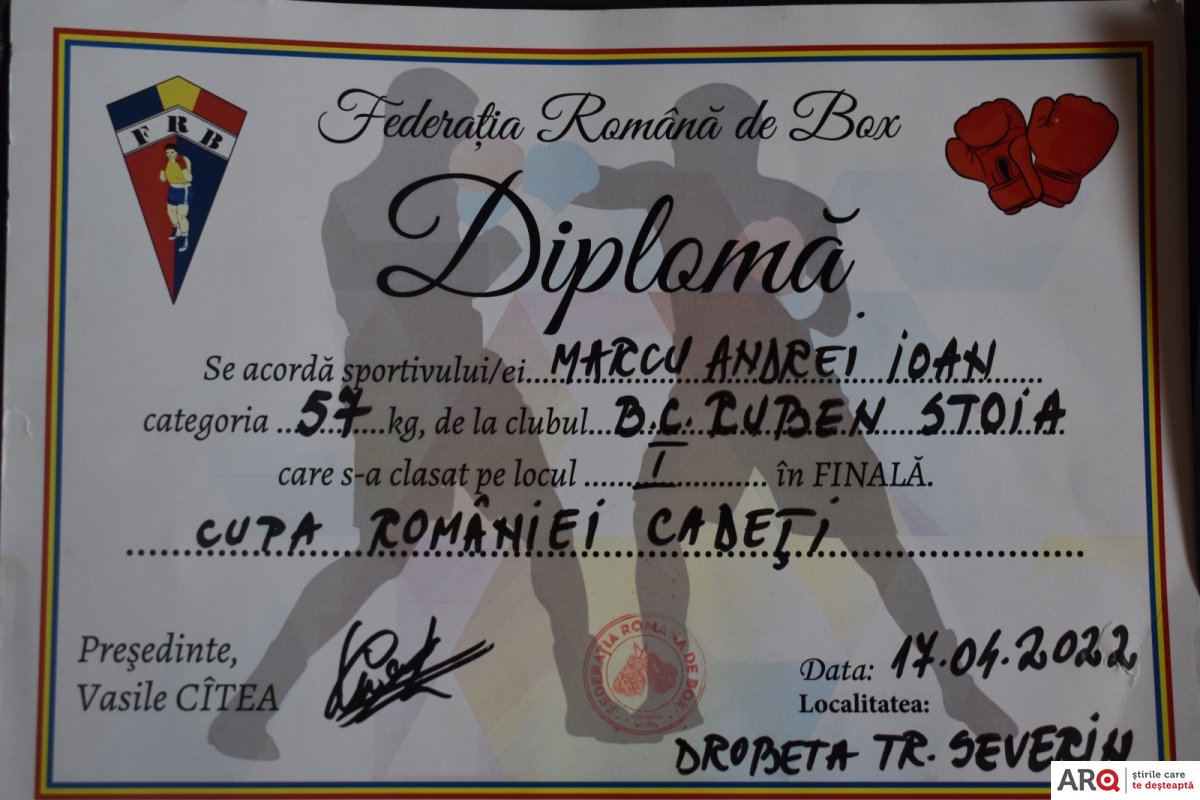 FRB
Federația Română de Box
Diplomă
Se acordă sportivului/ei....MARCU ANDREI IOAN
categoria ...57...kg, de la clubul...B.C. RUBEN STOIA
care s-a clasat pe locul ......I............ în FINALĂ.
CUPA ROMÂNIEI CADEȚI
Preşedinte,
Vasile CÎTEA
FEDERAȚIA ROMÂNĂ DE BOX
Data: 17.04.2022
Localitatea:
DROBETA TR. SEVERIN
ARQ știrile care
te deșteaptă